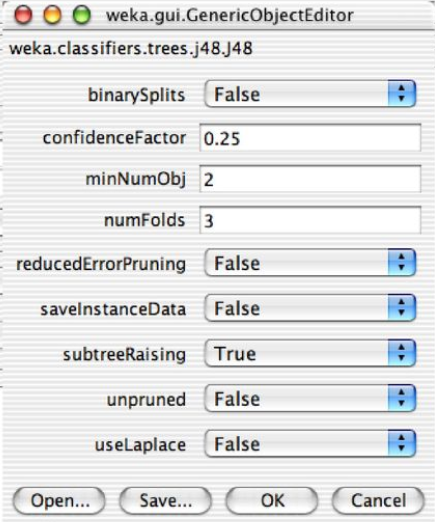 weka.gui.GenericObjectEditor
weka.classifiers.trees.j48.J48
binarySplits False
confidenceFactor 0.25
minNumObj 2
numFolds 3
reducedErrorPruning False
saveInstanceData False
subtreeRaising True
unpruned False
useLaplace False
Open... Save... OK Cancel